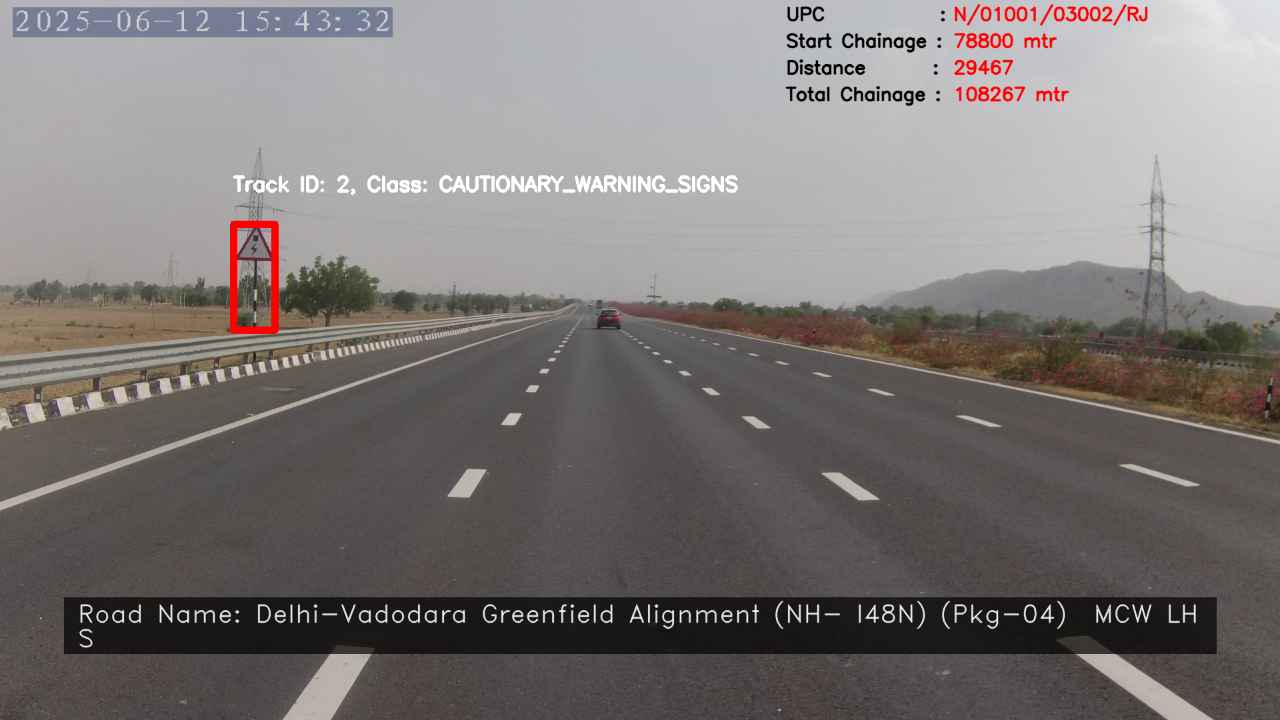 2025-06-12 15:43:32
UPC : N/01001/03002/RJ
Start Chainage : 78800 mtr
Distance : 29467
Total Chainage : 108267 mtr
Track ID: 2, Class: CAUTIONARY_WARNING_SIGNS
Road Name: Delhi-Vadodara Greenfield Alignment (NH- 148N) (Pkg-04) MCW LH
S